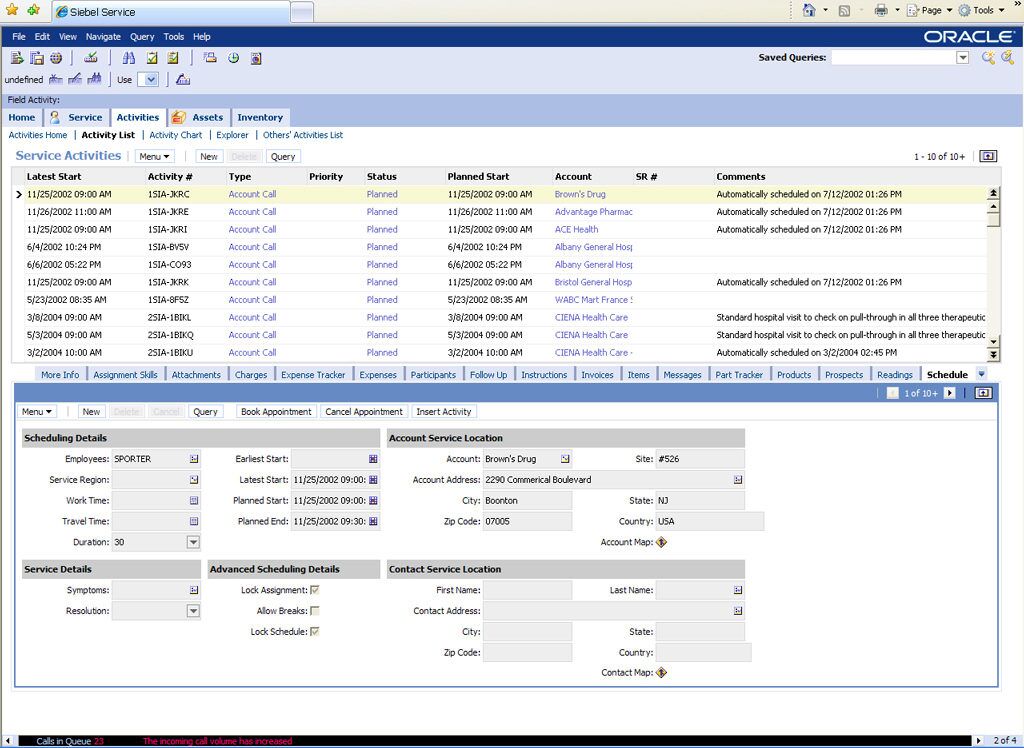 Siebel Service
Page Tools
File Edit View Navigate Query Tools Help
ORACLE
Saved Queries:
undefined Use
Field Activity:
Home Service Activities Assets Inventory
Activities Home | Activity List | Activity Chart | Explorer | Others' Activities List
Service Activities Menu New Delete Query 1 - 10 of 10+
Latest Start Activity # Type Priority Status Planned Start Account SR # Comments
11/25/2002 09:00 AM 1SIA-JKRC Account Call Planned 11/25/2002 09:00 AM Brown's Drug Automatically scheduled on 7/12/2002 01:26 PM
11/26/2002 11:00 AM 1SIA-JKRE Account Call Planned 11/26/2002 11:00 AM Advantage Pharmac Automatically scheduled on 7/12/2002 01:26 PM
11/25/2002 09:00 AM 1SIA-JKRI Account Call Planned 11/25/2002 09:00 AM ACE Health Automatically scheduled on 7/12/2002 01:26 PM
6/4/2002 10:24 PM 1SIA-BV5V Account Call Planned 6/4/2002 10:24 PM Albany General Hosp
6/6/2002 05:22 PM 1SIA-CO93 Account Call Planned 6/6/2002 05:22 PM Albany General Hosp
11/25/2002 09:00 AM 1SIA-JKRK Account Call Planned 11/25/2002 09:00 AM Bristol General Hosp Automatically scheduled on 7/12/2002 01:26 PM
5/23/2002 08:35 AM 1SIA-8F5Z Account Call Planned 5/23/2002 08:35 AM WABC Mart France S
3/8/2004 09:00 AM 2SIA-1BIKL Account Call Planned 3/8/2004 09:00 AM CIENA Health Care Standard hospital visit to check on pull-through in all three therapeutic
5/3/2004 09:00 AM 2SIA-1BIKQ Account Call Planned 5/3/2004 09:00 AM CIENA Health Care Standard hospital visit to check on pull-through in all three therapeutic
3/2/2004 10:00 AM 2SIA-1BIKU Account Call Planned 3/2/2004 10:00 AM CIENA Health Care - Automatically scheduled on 3/2/2004 02:45 PM
More Info Assignment Skills Attachments Charges Expense Tracker Expenses Participants Follow Up Instructions Invoices Items Messages Part Tracker Products Prospects Readings Schedule
1 of 10+
Menu New Delete Cancel Query Book Appointment Cancel Appointment Insert Activity
Scheduling Details Account Service Location
Employees: SPORTER Earliest Start: Account: Brown's Drug Site: #526
Service Region: Latest Start: 11/25/2002 09:00: Account Address: 2290 Commerical Boulevard
Work Time: Planned Start: 11/25/2002 09:00: City: Boonton State: NJ
Travel Time: Planned End: 11/25/2002 09:30: Zip Code: 07005 Country: USA
Duration: 30 Account Map:
Service Details Advanced Scheduling Details Contact Service Location
Symptoms: Lock Assignment: First Name: Last Name:
Resolution: Allow Breaks: Contact Address:
Lock Schedule: City: State:
Zip Code: Country:
Contact Map:
Calls in Queue 23 The incoming call volume has increased 2 of 4